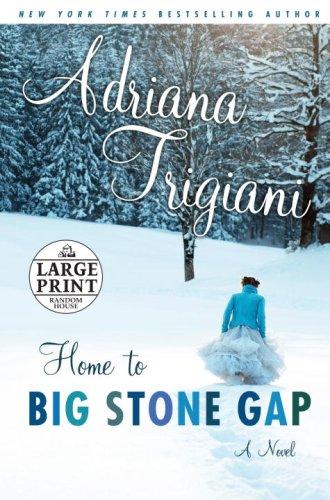 NEW YORK TIMES BESTSELLING AUTHOR
Adriana
Trigiani
LARGE
PRINT
RANDOM
HOUSE
Home to
BIG STONE GAP
A Novel